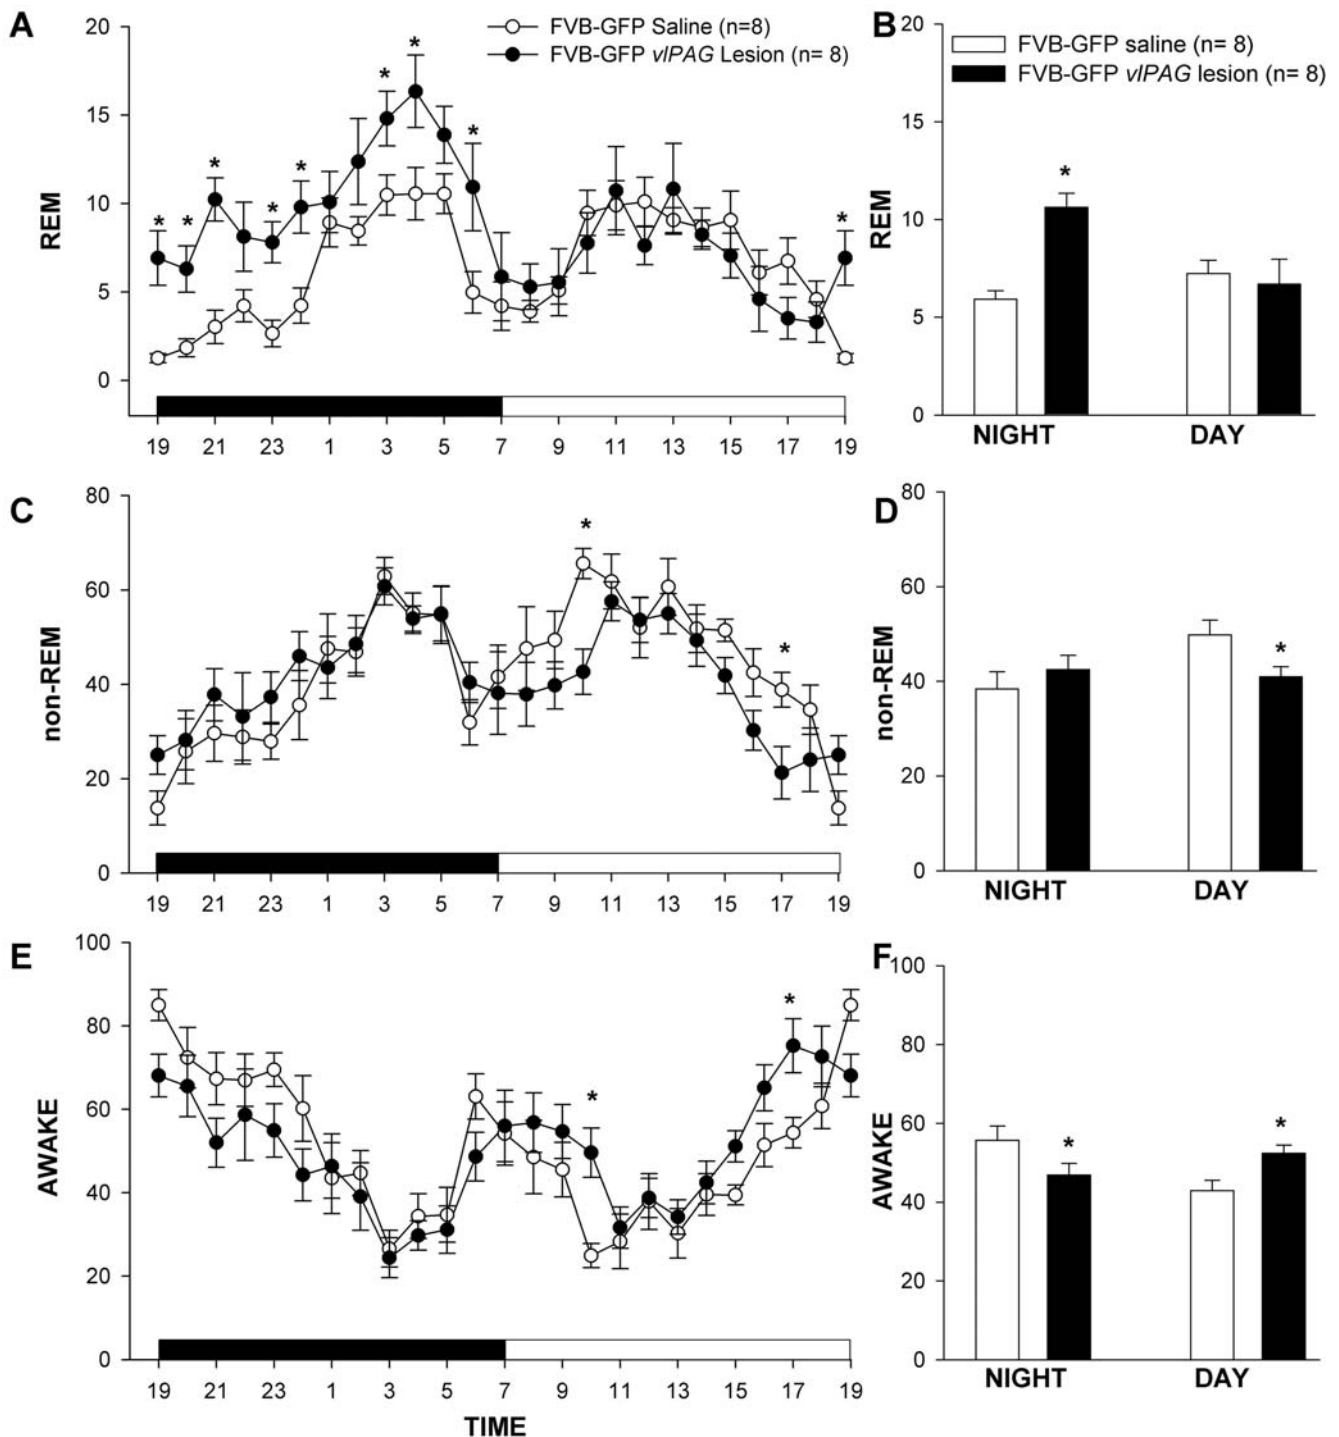 A
20
15
10
5
0
REM
FVB-GFP Saline (n=8)
FVB-GFP vlPAG Lesion (n= 8)
* * * * * * * * *
19 21 23 1 3 5 7 9 11 13 15 17 19
B
20
15
10
5
0
REM
FVB-GFP saline (n= 8)
FVB-GFP vlPAG lesion (n= 8)
*
NIGHT DAY
C
80
60
40
20
0
non-REM
* *
19 21 23 1 3 5 7 9 11 13 15 17 19
D
80
60
40
20
0
non-REM
*
NIGHT DAY
E
100
80
60
40
20
0
AWAKE
* *
19 21 23 1 3 5 7 9 11 13 15 17 19
TIME
F
100
80
60
40
20
0
AWAKE
* *
NIGHT DAY